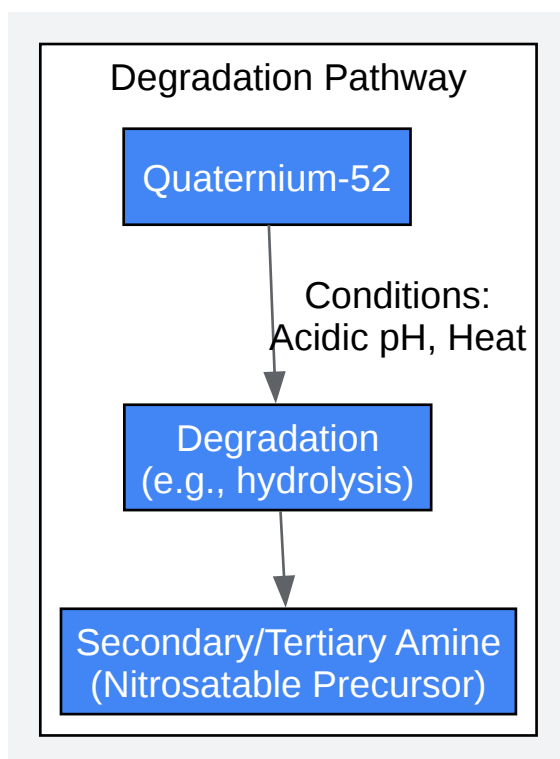 Degradation Pathway
Quaternium-52
Conditions:
Acidic pH, Heat
Degradation
(e.g., hydrolysis)
Secondary/Tertiary Amine
(Nitrosatable Precursor)